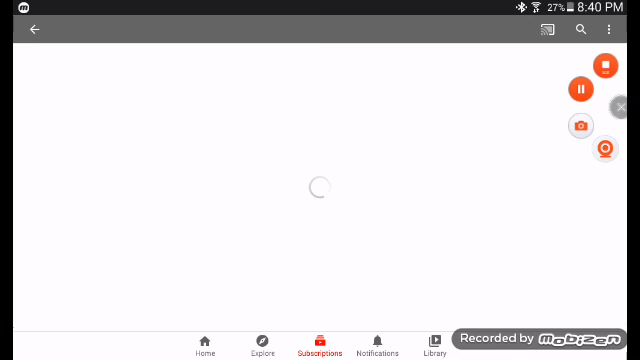 27% 8:40 PM
Home Explore Subscriptions Notifications Library
Recorded by mobizen